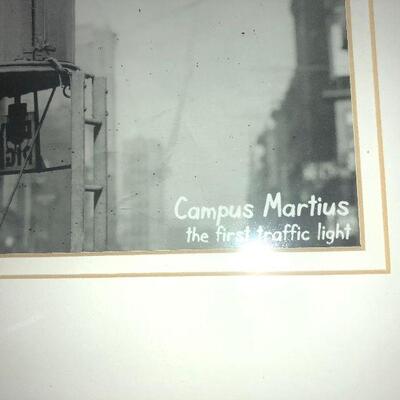 Campus Martius
the first traffic light